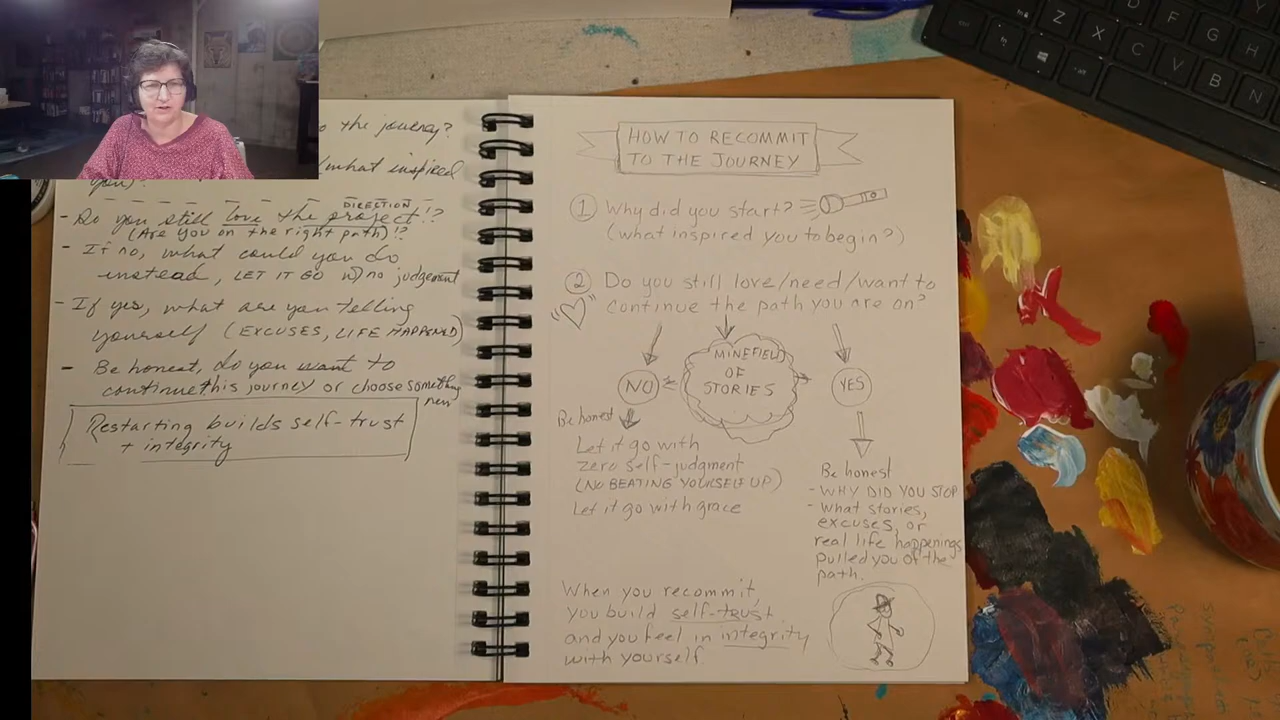 o the journey?
/what inspired
you)?
DIRECTION
- Do you still love the project!?
(Are you on the right path)!?
- If no, what could you do
instead, LET IT GO w/ no judgement
- If yes, what are you telling
yourself (EXCUSES, LIFE HAPPENED)
- Be honest, do you want to
continue this journey or choose something
new
Restarting builds self-trust
+ integrity
HOW TO RECOMMIT
TO THE JOURNEY
1 Why did you start?
(what inspired you to begin?)
2 Do you still love/need/want to
continue the path you are on?
MINEFIELD
OF
STORIES
NO
YES
Be honest
Let it go with
zero self-judgment
(NO BEATING YOURSELF UP)
Let it go with grace
Be honest
- WHY DID YOU STOP
- What stories,
excuses, or
real life happenings
pulled you of the
path.
When you recommit,
you build self-trust
and you feel in integrity
with yourself.
D F G H
Z X C V B N
Ctrl